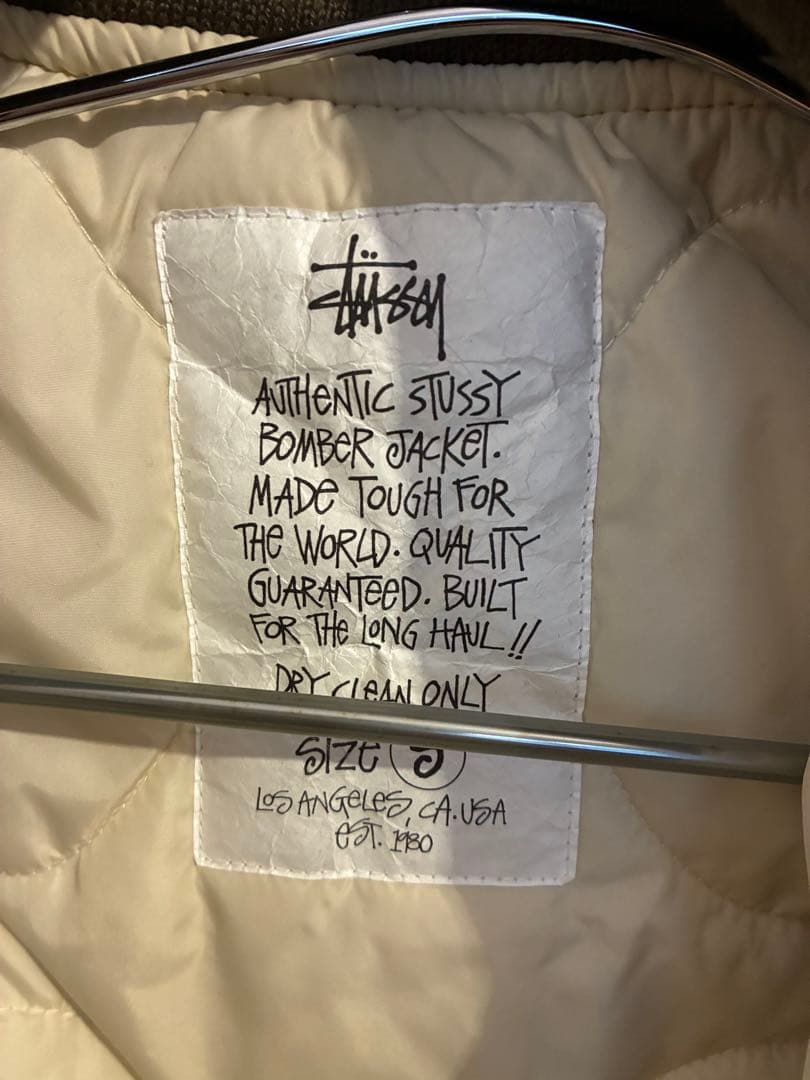 Stüssy
AUTHENTIC STUSSY
BOMBER JACKET.
MADE TOUGH FOR
THE WORLD. QUALITY
GUARANTEED. BUILT
FOR THE LONG HAUL!!
DRY CLEAN ONLY
SIZE S
LOS ANGELES, CA. USA
EST. 1980